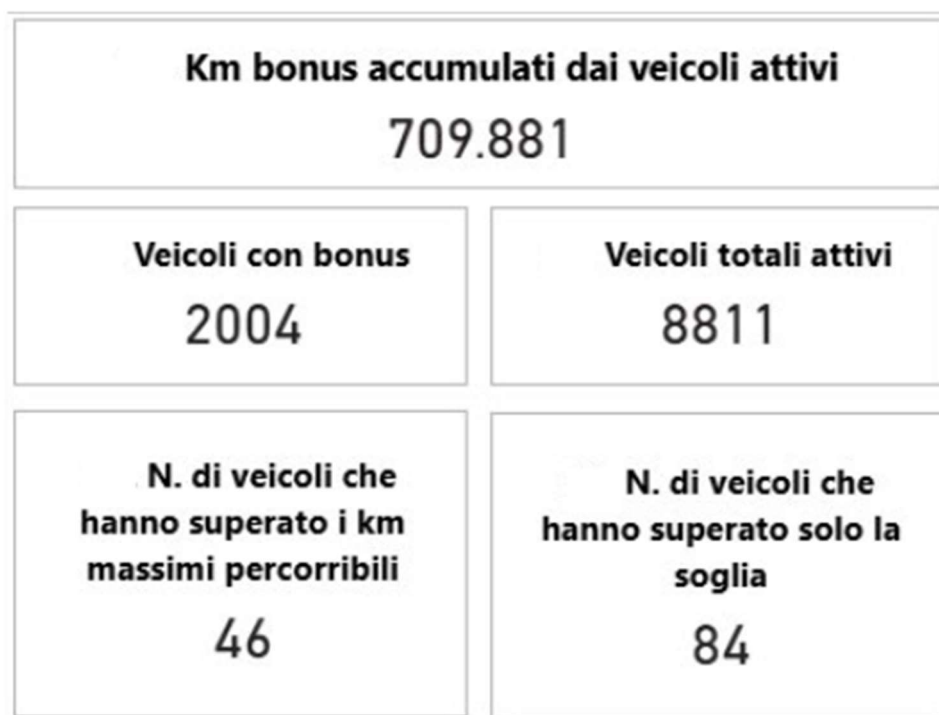 Km bonus accumulati dai veicoli attivi
709.881
Veicoli con bonus
2004
Veicoli totali attivi
8811
N. di veicoli che
hanno superato i km
massimi percorribili
46
N. di veicoli che
hanno superato solo la
soglia
84